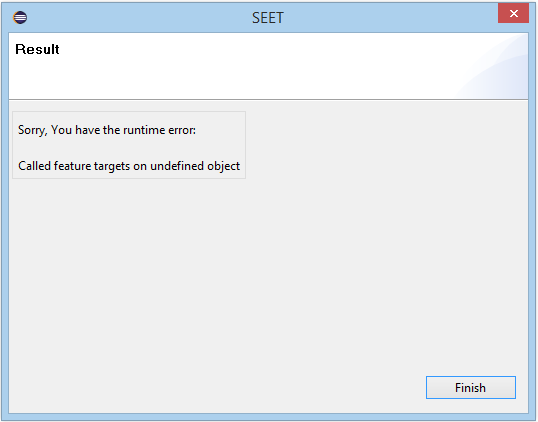 SEET
Result
Sorry, You have the runtime error:
Called feature targets on undefined object
Finish